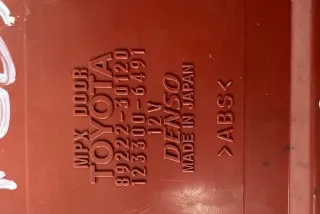 MPX DOOR
TOYOTA
89222-30120
123300-6491
12V
DENSO
MADE IN JAPAN
>ABS<